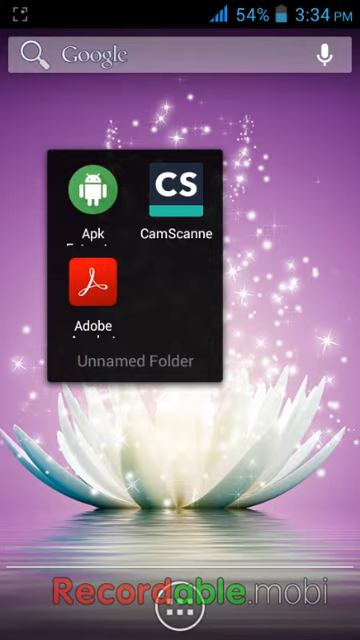 54% 3:34 PM
Google
CS
Apk
CamScanne
Adobe
Unnamed Folder
Recordable.mobi